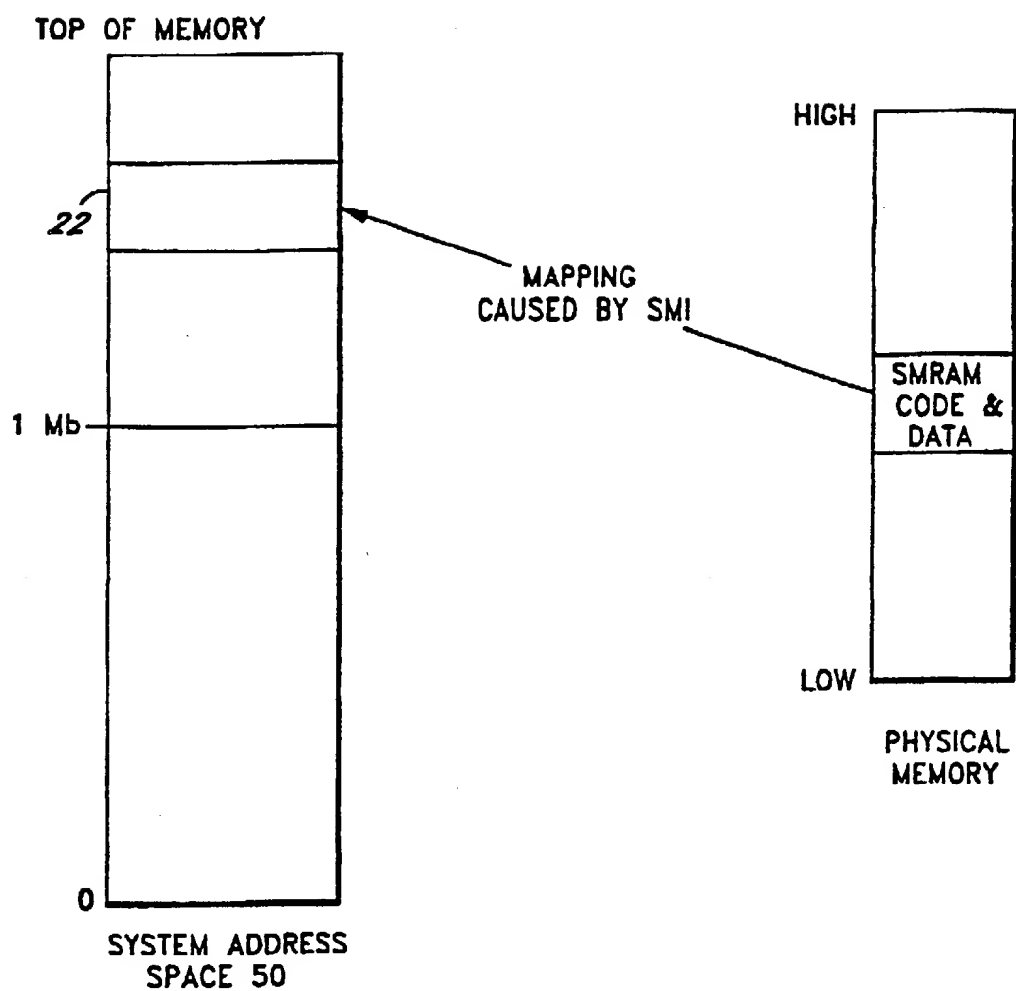 TOP OF MEMORY
HIGH
22
MAPPING
CAUSED BY SMI
SMRAM
CODE &
DATA
1 Mb
LOW
PHYSICAL
MEMORY
0
SYSTEM ADDRESS
SPACE 50